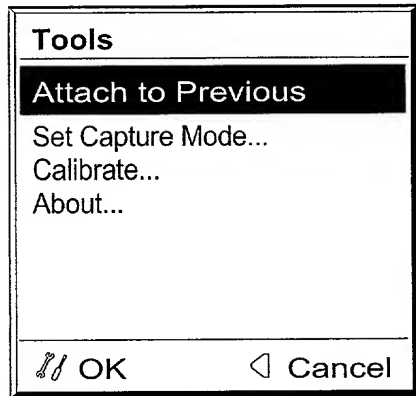 Tools
Attach to Previous
Set Capture Mode...
Calibrate...
About...
OK Cancel